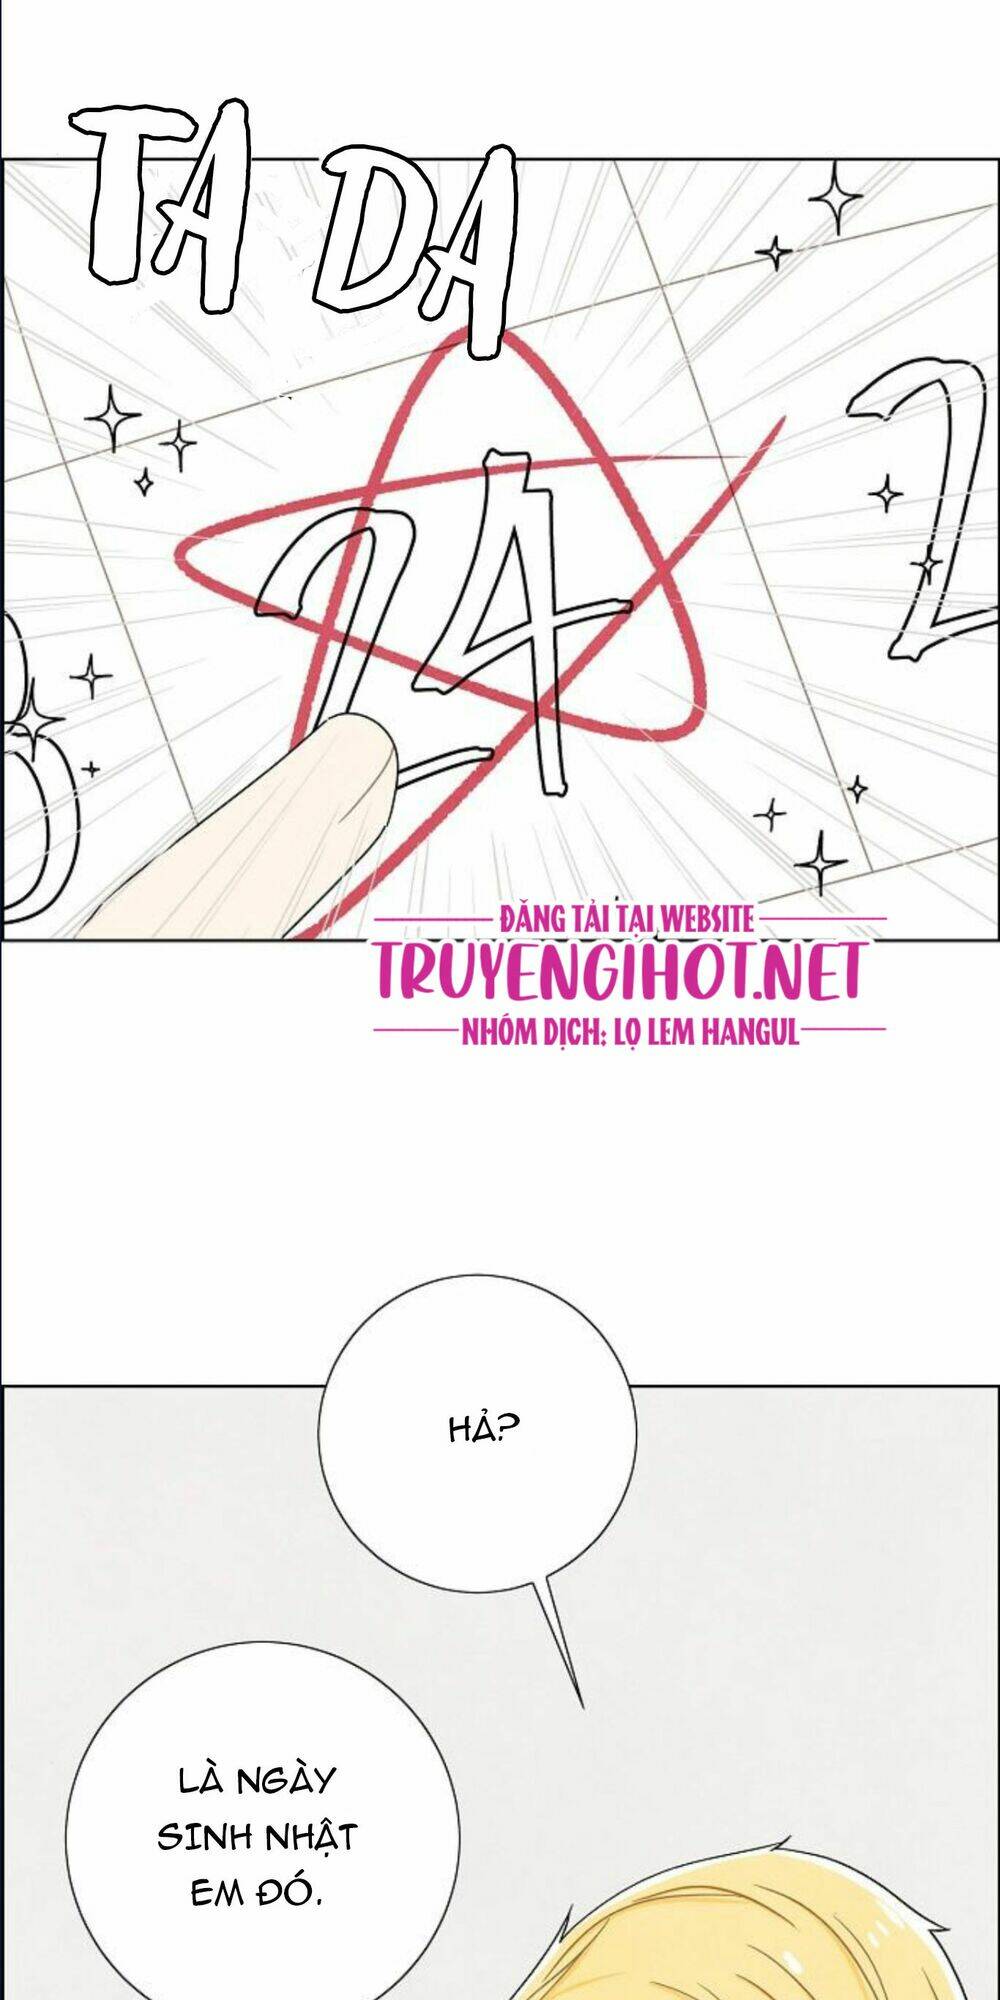 TA DA
24 2
ĐĂNG TẢI TẠI WEBSITE
TRUYENGIHOT.NET
NHÓM DỊCH: LỌ LEM HANGUL
HẢ?
LÀ NGÀY
SINH NHẬT
EM ĐÓ.